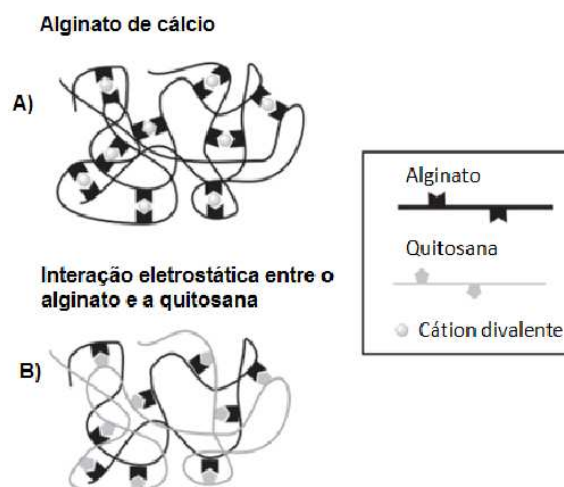 Alginato de cálcio
A)
Interação eletrostática entre o
alginato e a quitosana
B)
Alginato
Quitosana
Cátion divalente